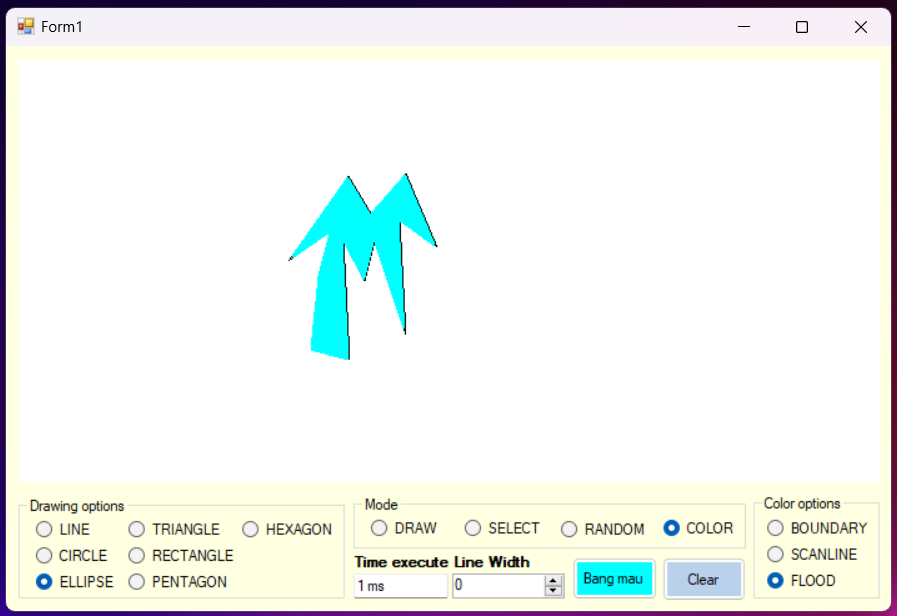 Form1
Drawing options
LINE TRIANGLE HEXAGON
CIRCLE RECTANGLE
ELLIPSE PENTAGON
Mode
DRAW SELECT RANDOM COLOR
Time execute Line Width
1 ms 0 Bang mau Clear
Color options
BOUNDARY
SCANLINE
FLOOD